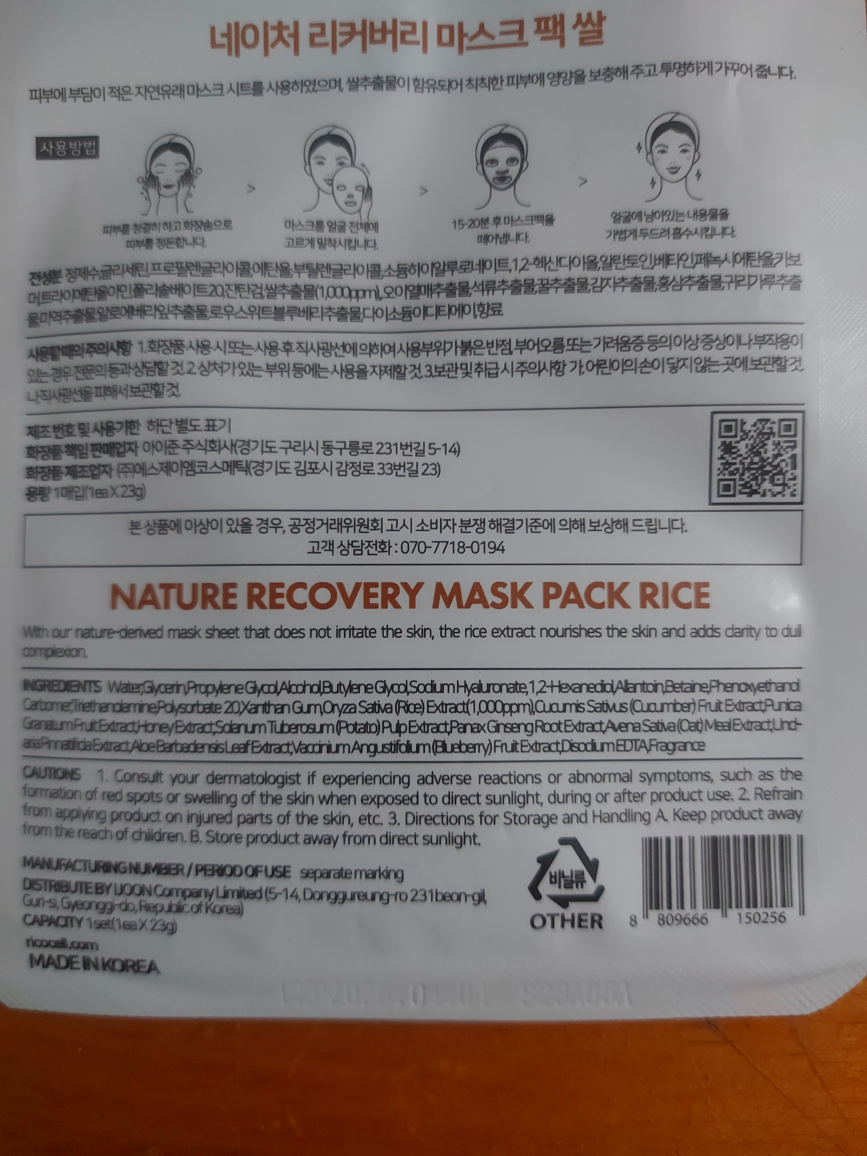 네이처 리커버리 마스크 팩 쌀
피부에 부담이 적은 자연유래 마스크 시트를 사용하였으며, 쌀추출물이 함유되어 칙칙한 피부에 영양을 보충해 주고 투명하게 가꾸어 줍니다.
사용방법
피부를 청결히 하고 화장솜으로
피부를 정돈합니다.
>
마스크를 얼굴 전체에
고르게 밀착시킵니다.
>
15-20분 후 마스크팩을
떼어냅니다.
>
얼굴에 남아있는 내용물을
가볍게 두드려 흡수시킵니다.
전성분 정제수,글리세린,프로필렌글라이콜,에탄올,부틸렌글라이콜,소듐하이알루로네이트,1,2-헥산다이올,알란토인,베타인,페녹시에탄올,카보
머,트라이에탄올아민,폴리솔베이트20,잔탄검,쌀추출물(1,000ppm),오이열매추출물,석류추출물,꿀추출물,감자추출물,홍삼추출물,귀리가루추출
물,미역추출물,알로에베라잎추출물,로우스위트블루베리추출물,다이소듐이디티에이,향료
사용할 때의 주의사항 1. 화장품 사용 시 또는 사용 후 직사광선에 의하여 사용부위가 붉은 반점, 부어오름 또는 가려움증 등의 이상 증상이나 부작용이
있는 경우 전문의 등과 상담할 것. 2. 상처가 있는 부위 등에는 사용을 자제할 것. 3.보관 및 취급 시 주의사항 가. 어린이의 손이 닿지 않는 곳에 보관할 것.
나.직사광선을 피해서 보관할 것.
제조 번호 및 사용기한 하단 별도 표기
화장품 책임 판매업자 아이준 주식회사(경기도 구리시 동구릉로 231번길 5-14)
화장품 제조업자 (주)에스제이엠코스메틱(경기도 김포시 감정로 33번길 23)
용량 1매입(1ea X 23g)
본 상품에 이상이 있을 경우, 공정거래위원회 고시 소비자 분쟁 해결기준에 의해 보상해 드립니다.
고객 상담전화 : 070-7718-0194
NATURE RECOVERY MASK PACK RICE
With our nature-derived mask sheet that does not irritate the skin, the rice extract nourishes the skin and adds clarity to dull
complexion.
INGREDIENTS Water,Glycerin,Propylene Glycol,Alcohol,Butylene Glycol,Sodium Hyaluronate,1,2-Hexanediol,Allantoin,Betaine,Phenoxyethanol
Carbomer,Triethanolamine,Polysorbate 20,Xanthan Gum,Oryza Sativa (Rice) Extract(1,000ppm),Cucumis Sativus (Cucumber) Fruit Extract,Punica
Granatum Fruit Extract,Honey Extract,Solanum Tuberosum (Potato) Pulp Extract,Panax Ginseng Root Extract,Avena Sativa (Oat) Meal Extract,Und-
aria Pinnatifida Extract,Aloe Barbadensis Leaf Extract,Vaccinium Angustifolium (Blueberry) Fruit Extract,Disodium EDTA,Fragrance
CAUTIONS 1. Consult your dermatologist if experiencing adverse reactions or abnormal symptoms, such as the
formation of red spots or swelling of the skin when exposed to direct sunlight, during or after product use. 2. Refrain
from applying product on injured parts of the skin, etc. 3. Directions for Storage and Handling A. Keep product away
from the reach of children. B. Store product away from direct sunlight.
MANUFACTURING NUMBER / PERIOD OF USE separate marking
DISTRIBUTE BY IJOON Company Limited (5-14, Donggureung-ro 231beon-gil,
Guri-si, Gyeonggi-do, Republic of Korea)
CAPACITY 1 set(1ea X 23g)
ricocell.com
MADE IN KOREA
비닐류
OTHER
8 809666 150256